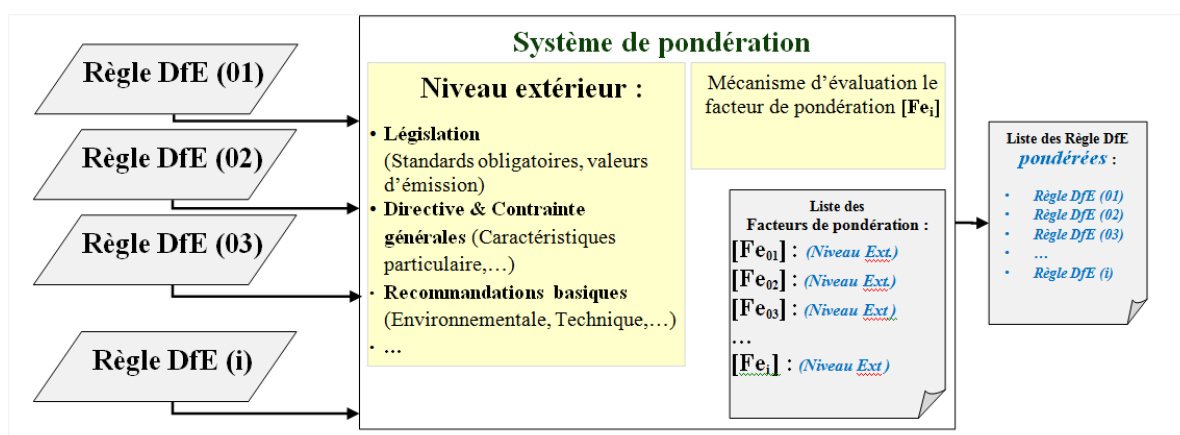 Règle DfE (01)
Règle DfE (02)
Règle DfE (03)
Règle DfE (i)
Système de pondération
Niveau extérieur :
• Législation
(Standards obligatoires, valeurs
d’émission)
• Directive & Contrainte
générales (Caractéristiques
particulaire,…)
• Recommandations basiques
(Environnementale, Technique,…)
• …
Mécanisme d’évaluation le
facteur de pondération [Feᵢ]
Liste des
Facteurs de pondération :
[Fe₀₁] : (Niveau Ext.)
[Fe₀₂] : (Niveau Ext.)
[Fe₀₃] : (Niveau Ext )
…
[Feᵢ] : (Niveau Ext )
Liste des Règle DfE
pondérées :
• Règle DfE (01)
• Règle DfE (02)
• Règle DfE (03)
• …
• Règle DfE (i)